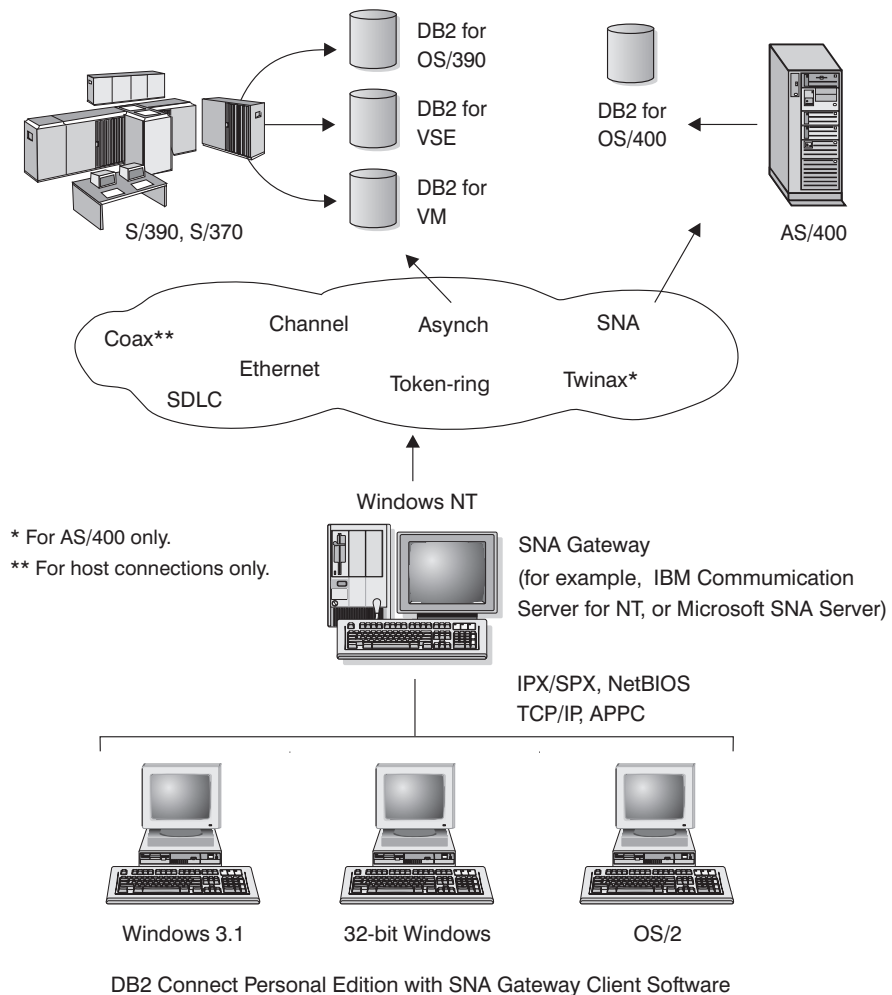 DB2 for
OS/390
DB2 for
VSE
DB2 for
VM
S/390, S/370
DB2 for
OS/400
AS/400
Coax**
Channel
Asynch
SNA
Ethernet
Token-ring
Twinax*
SDLC
Windows NT
* For AS/400 only.
** For host connections only.
SNA Gateway
(for example, IBM Commumication
Server for NT, or Microsoft SNA Server)
IPX/SPX, NetBIOS
TCP/IP, APPC
Windows 3.1
32-bit Windows
OS/2
DB2 Connect Personal Edition with SNA Gateway Client Software